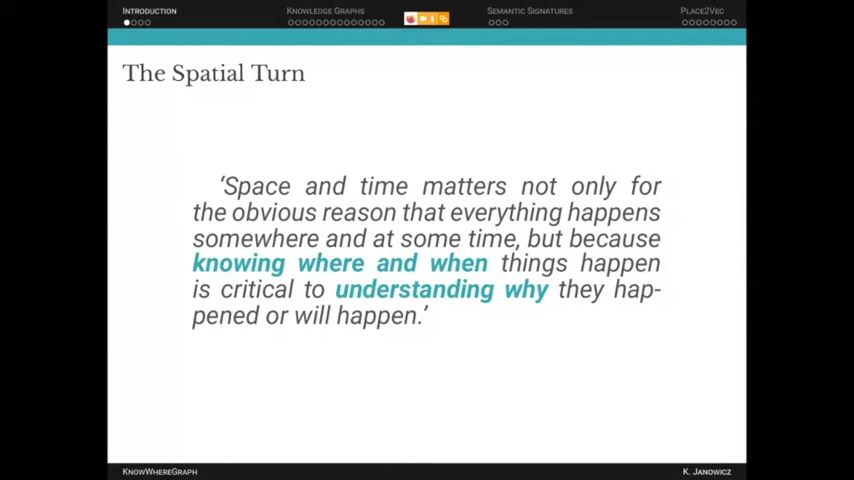 INTRODUCTION
KNOWLEDGE GRAPHS
SEMANTIC SIGNATURES
PLACE2VEC
The Spatial Turn
‘Space and time matters not only for
the obvious reason that everything happens
somewhere and at some time, but because
knowing where and when things happen
is critical to understanding why they hap-
pened or will happen.’
KNOWWHEREGRAPH
K. JANOWICZ